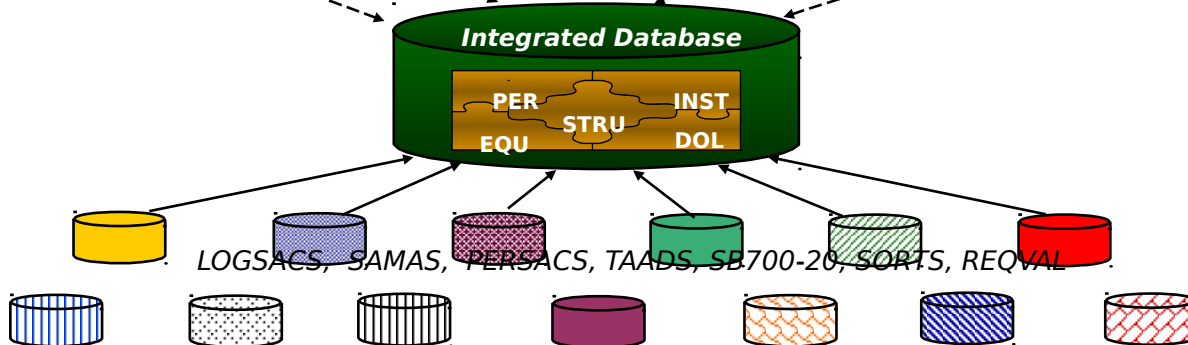 Integrated Database
PER INST
STRU
EQU DOL
LOGSACS, SAMAS, PERSACS, TAADS, SB700-20, SORTS, REQVAL